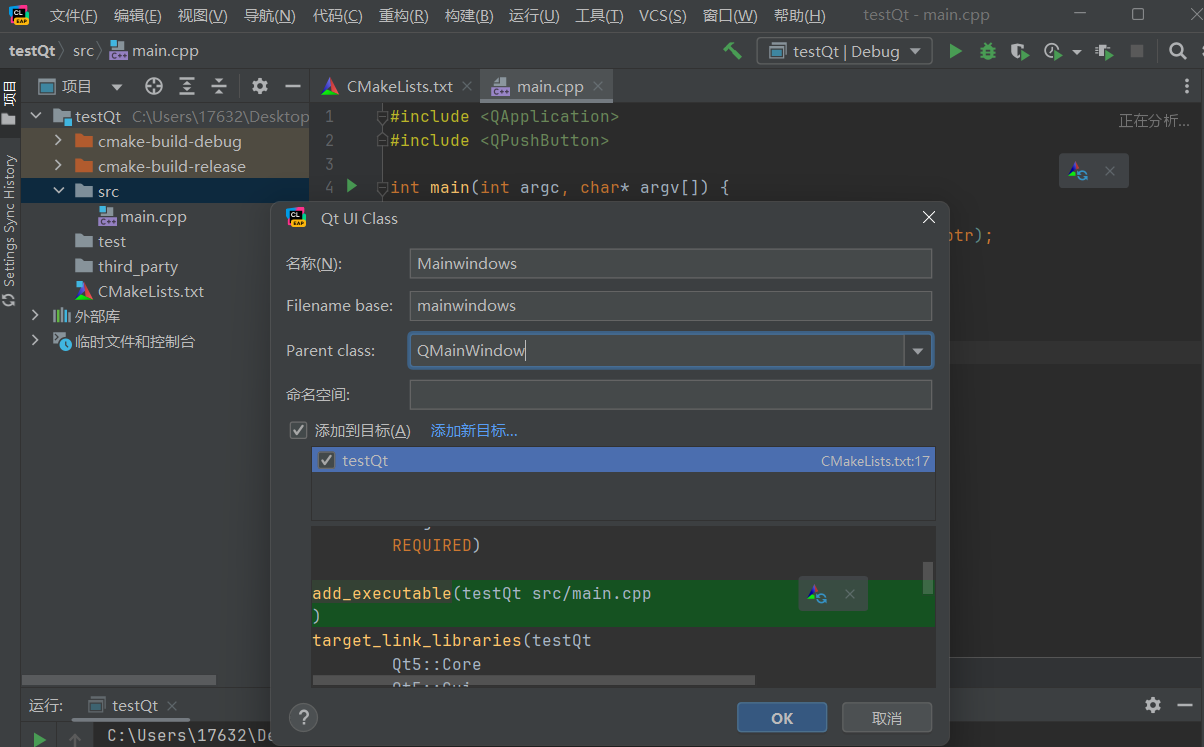 文件(F) 编辑(E) 视图(V) 导航(N) 代码(C) 重构(R) 构建(B) 运行(U) 工具(T) VCS(S) 窗口(W) 帮助(H) testQt - main.cpp
testQt src main.cpp testQt | Debug
项目
Settings Sync History
项目
CMakeLists.txt main.cpp
testQt C:\Users\17632\Desktop
cmake-build-debug
cmake-build-release
src
main.cpp
test
third_party
CMakeLists.txt
外部库
临时文件和控制台
1 #include <QApplication>
2 #include <QPushButton>
3
4 int main(int argc, char* argv[]) {
正在分析...
ptr);
Qt UI Class
名称(N): Mainwindows
Filename base: mainwindows
Parent class: QMainWindow
命名空间:
添加到目标(A) 添加新目标...
testQt CMakeLists.txt:17
REQUIRED)
add_executable(testQt src/main.cpp
)
target_link_libraries(testQt
Qt5::Core
Qt5::Gui
? OK 取消
运行: testQt
C:\Users\17632\De